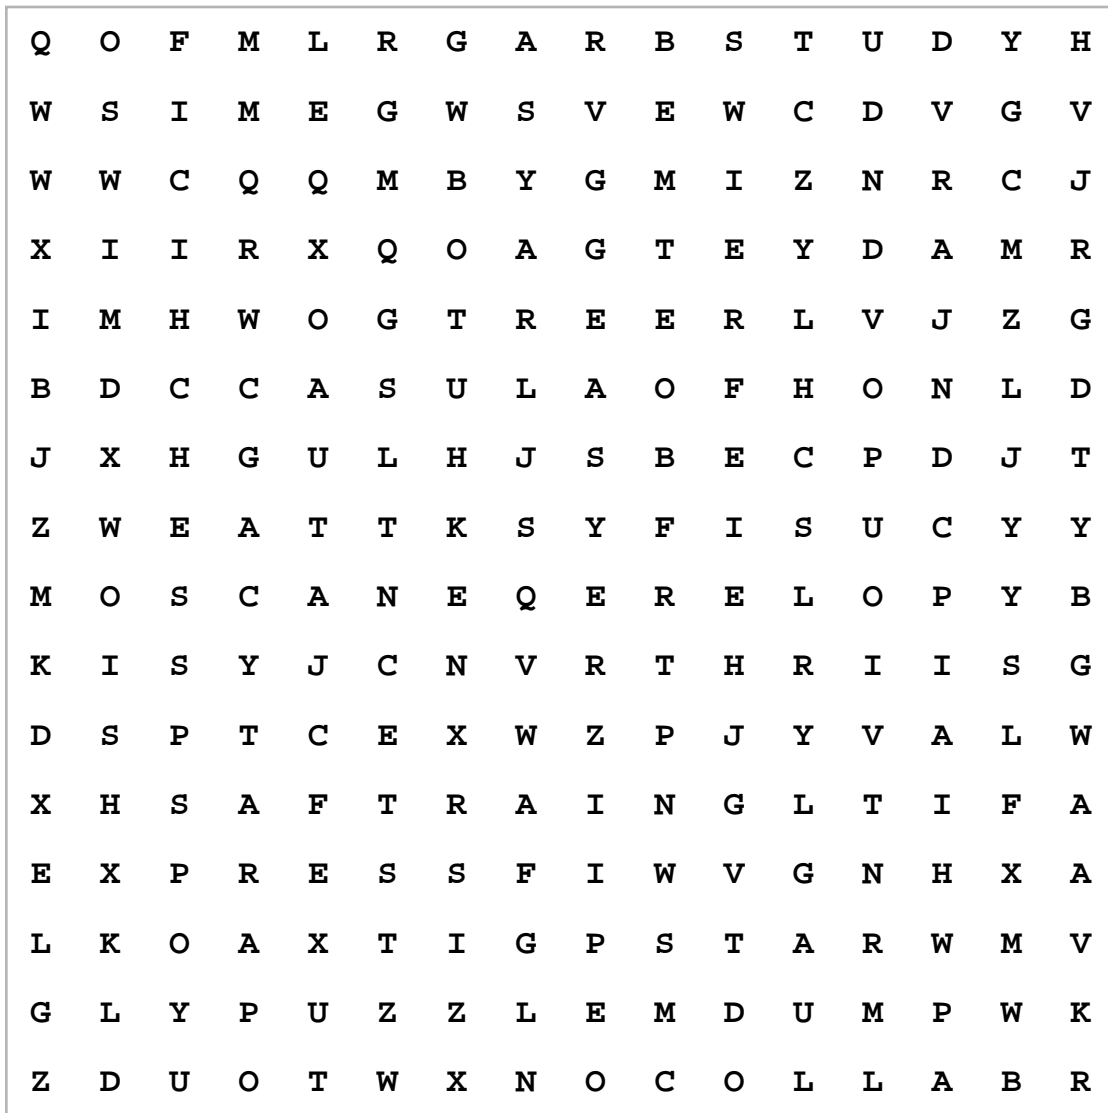 Q O F M L R G A R B S T U D Y H
W S I M E G W S V E W C D V G V
W W C Q Q M B Y G M I Z N R C J
X I I R X Q O A G T E Y D A M R
I M H W O G T R E E R L V J Z G
B D C C A S U L A O F H O N L D
J X H G U L H J S B E C P D J T
Z W E A T T K S Y F I S U C Y Y
M O S C A N E Q E R E L O P Y B
K I S Y J C N V R T H R I I S G
D S P T C E X W Z P J Y V A L W
X H S A F T R A I N G L T I F A
E X P R E S S F I W V G N H X A
L K O A X T I G P S T A R W M V
G L Y P U Z Z L E M D U M P W K
Z D U O T W X N O C O L L A B R